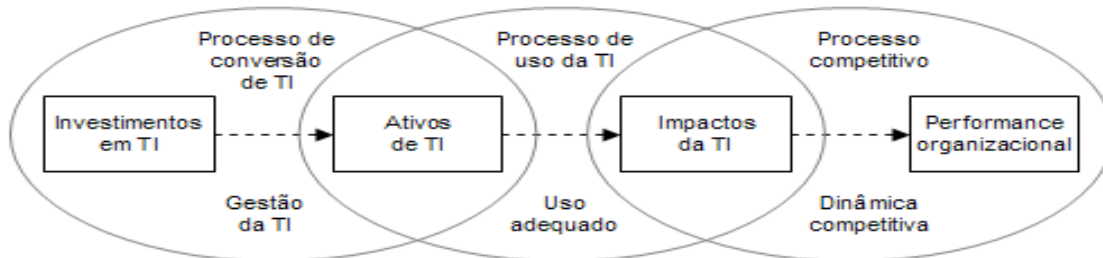 Processo de
conversão
de TI
Processo de
uso da TI
Processo
competitivo
Investimentos
em TI
Ativos
de TI
Impactos
da TI
Performance
organizacional
Gestão
da TI
Uso
adequado
Dinâmica
competitiva